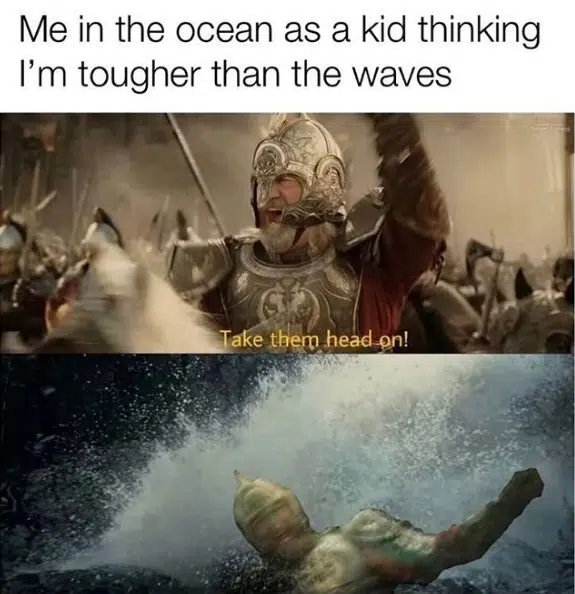 Me in the ocean as a kid thinking
I'm tougher than the waves
Take them head on!